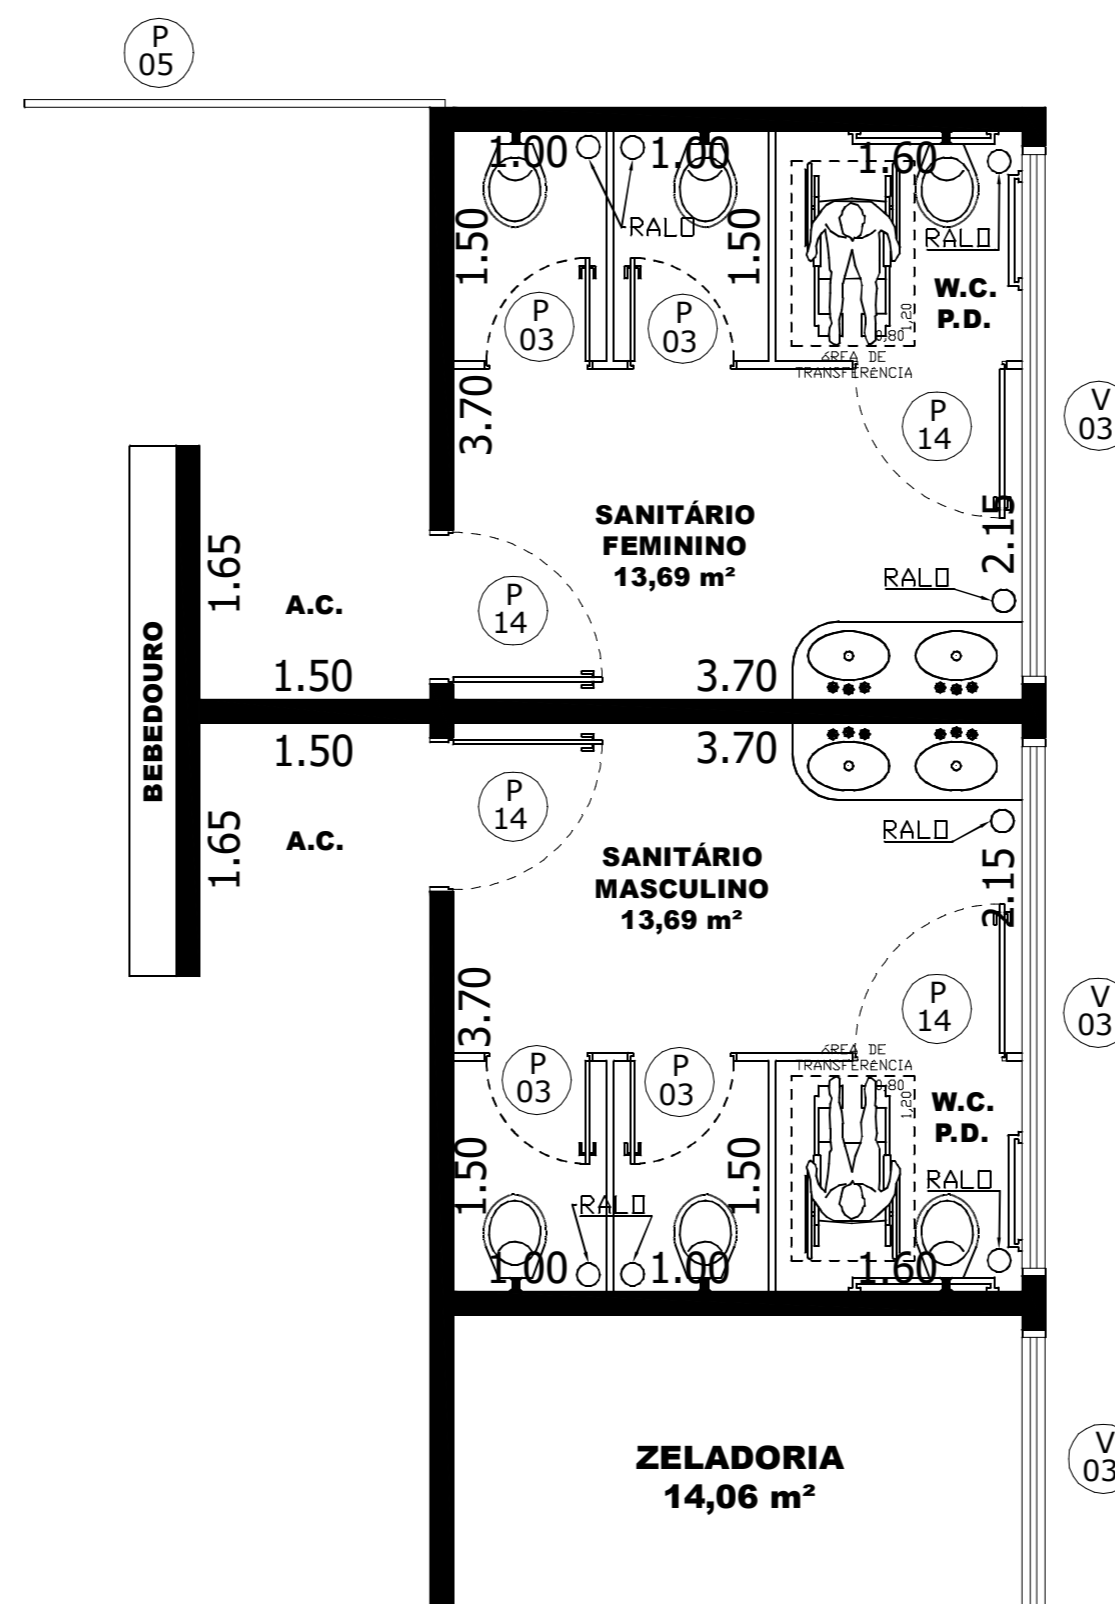 P
05
1.00
1.00
1.60
RALO
1.50
1.50
RALO
W.C.
P.D.
P
03
P
03
0,80
1,20
ÁREA DE
TRANSFERÊNCIA
3.70
P
14
V
03
SANITÁRIO
FEMININO
13,69 m²
2.15
1.65
A.C.
P
14
RALO
1.50
3.70
BEBEDOURO
1.50
3.70
1.65
A.C.
P
14
RALO
SANITÁRIO
MASCULINO
13,69 m²
2.15
3.70
P
14
V
03
ÁREA DE
TRANSFERÊNCIA
P
03
P
03
0,80
1,20
W.C.
P.D.
1.50
1.50
RALO
RALO
1.00
1.00
1.60
ZELADORIA
14,06 m²
V
03